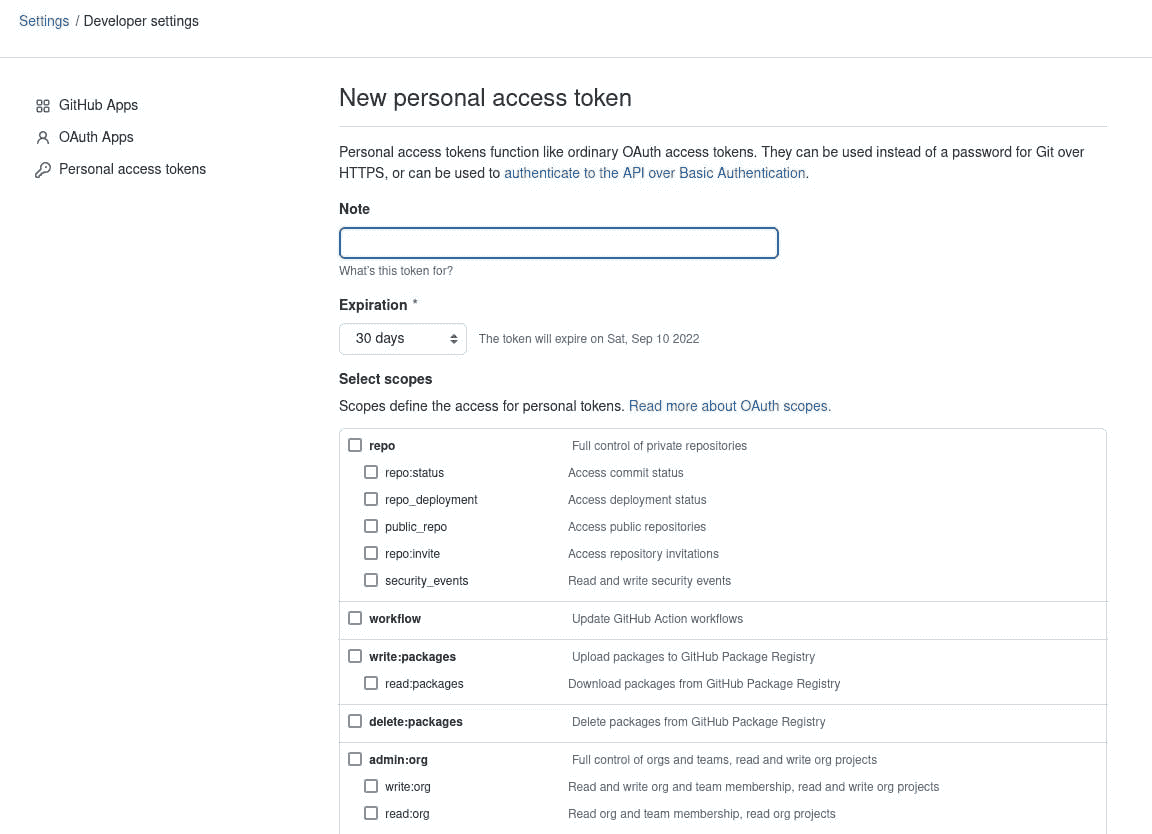 Settings / Developer settings
GitHub Apps
OAuth Apps
Personal access tokens
New personal access token
Personal access tokens function like ordinary OAuth access tokens. They can be used instead of a password for Git over
HTTPS, or can be used to authenticate to the API over Basic Authentication.
Note
What's this token for?
Expiration *
30 days The token will expire on Sat, Sep 10 2022
Select scopes
Scopes define the access for personal tokens. Read more about OAuth scopes.
repo Full control of private repositories
repo:status Access commit status
repo_deployment Access deployment status
public_repo Access public repositories
repo:invite Access repository invitations
security_events Read and write security events
workflow Update GitHub Action workflows
write:packages Upload packages to GitHub Package Registry
read:packages Download packages from GitHub Package Registry
delete:packages Delete packages from GitHub Package Registry
admin:org Full control of orgs and teams, read and write org projects
write:org Read and write org and team membership, read and write org projects
read:org Read org and team membership, read org projects